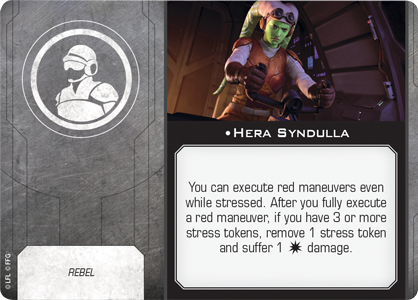 •HERA SYNDULLA
You can execute red maneuvers even
while stressed. After you fully execute
a red maneuver, if you have 3 or more
stress tokens, remove 1 stress token
and suffer 1 damage.
REBEL
©LFL ©FFG